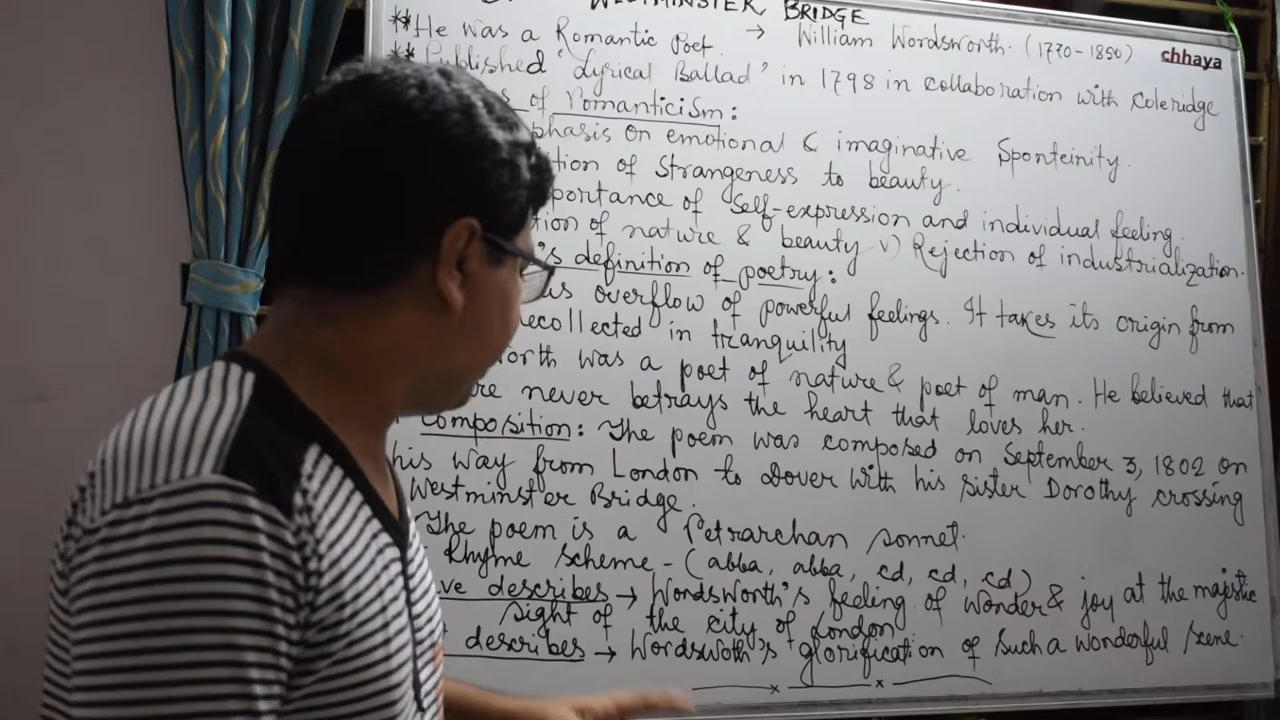 WESTMINSTER BRIDGE
** He was a Romantic Poet. → William Wordsworth. (1770-1850)
chhaya
** Published 'Lyrical Ballad' in 1798 in collaboration with Coleridge
of romanticism:
phasis on emotional & imaginative Sponteinity.
tion of strangeness to beauty.
portance of self-expression and individual feeling.
tion of nature & beauty v) Rejection of industrialization.
's definition of poetry:
us overflow of powerful feelings. It takes its origin from
ecollected in tranquility
orth was a poet of nature & poet of man. He believed that
re never betrays the heart that loves her.
composition: The poem was composed on September 3, 1802 on
his way from London to Dover with his sister Dorothy crossing
Westminster Bridge.
The poem is a Petrarchan sonnet.
Rhyme scheme - (abba, abba, cd, cd, cd)
ve describes → Wordsworth's feeling of wonder & joy at the majestic
sight of the city of London
describes → Wordswoth's glorification of such a wonderful scene.